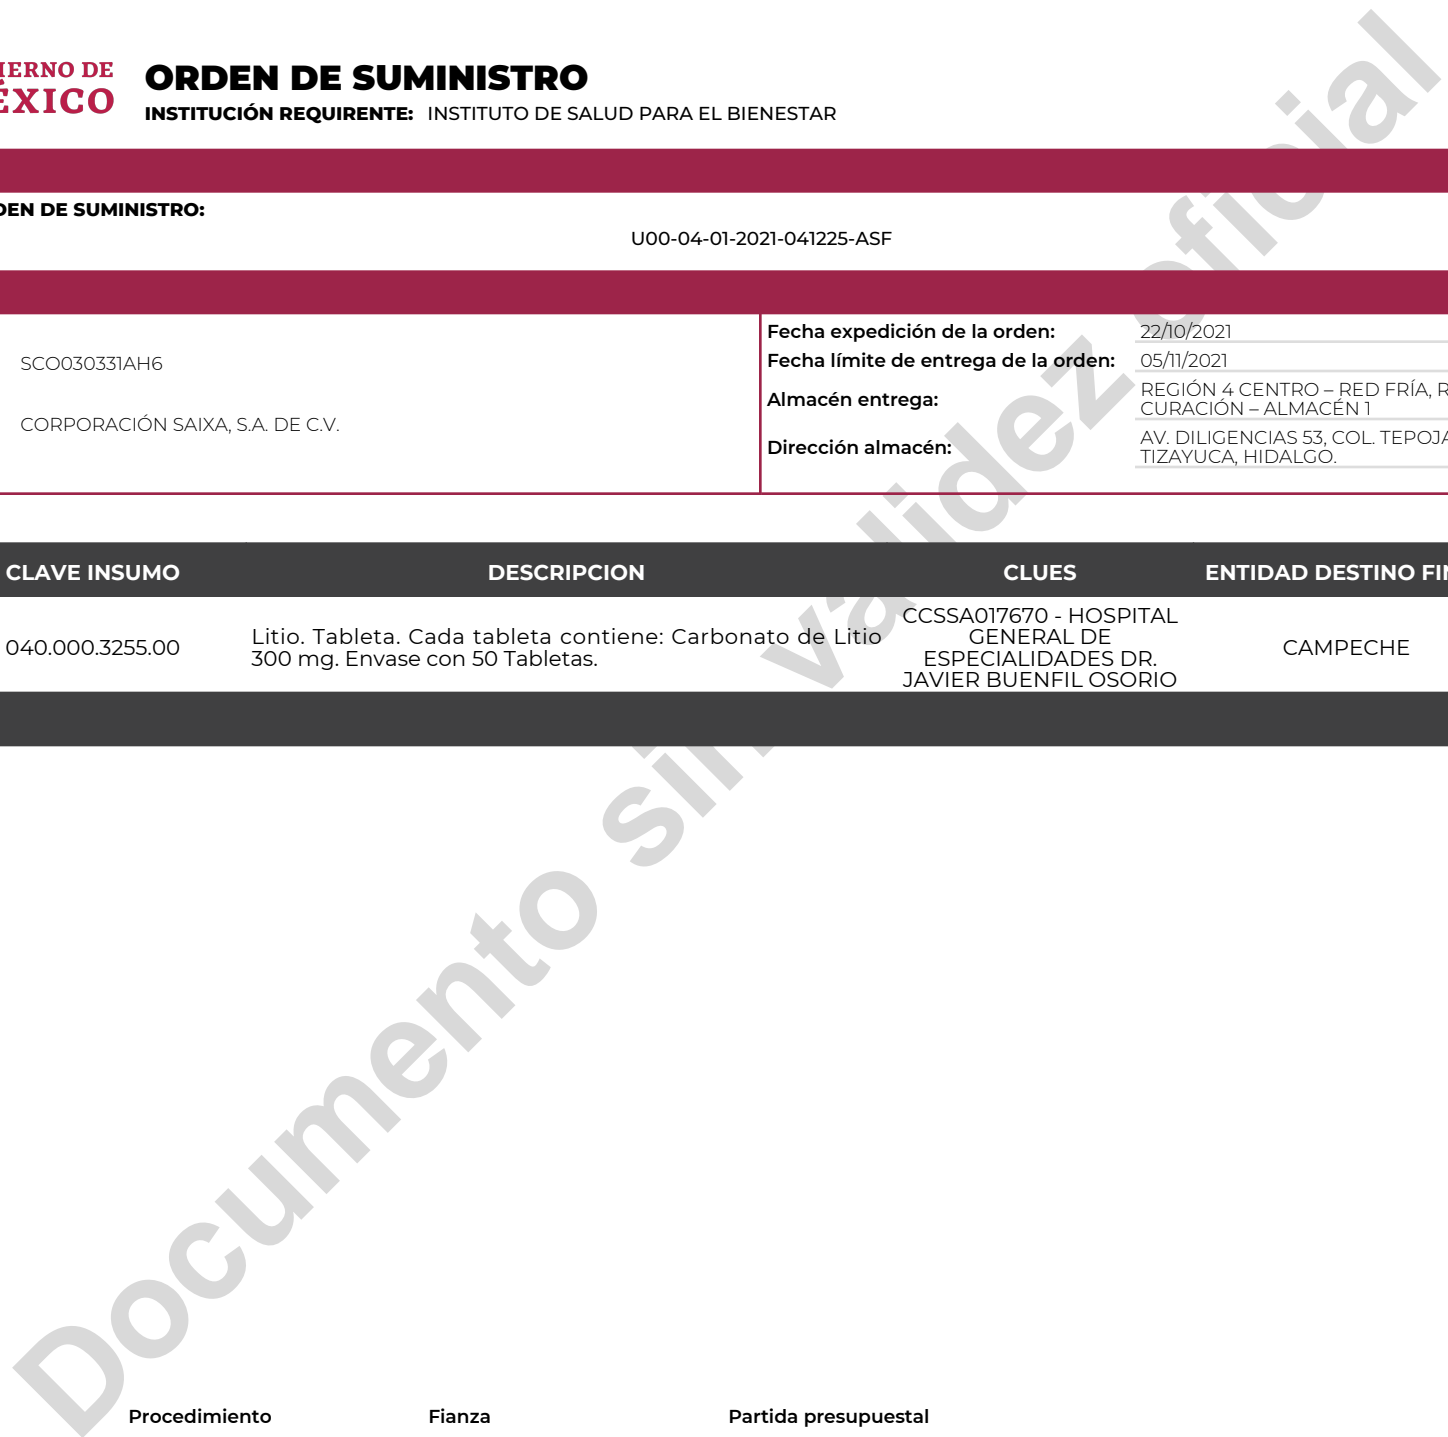 IERNO DE
ÉXICO
ORDEN DE SUMINISTRO
INSTITUCIÓN REQUIRENTE: INSTITUTO DE SALUD PARA EL BIENESTAR
DEN DE SUMINISTRO:
U00-04-01-2021-041225-ASF
SCO030331AH6
CORPORACIÓN SAIXA, S.A. DE C.V.
Fecha expedición de la orden: 22/10/2021
Fecha límite de entrega de la orden: 05/11/2021
Almacén entrega: REGIÓN 4 CENTRO – RED FRÍA, R
CURACIÓN – ALMACÉN 1
Dirección almacén: AV. DILIGENCIAS 53, COL. TEPOJA
TIZAYUCA, HIDALGO.
CLAVE INSUMO DESCRIPCION CLUES ENTIDAD DESTINO FIN
040.000.3255.00
Litio. Tableta. Cada tableta contiene: Carbonato de Litio
300 mg. Envase con 50 Tabletas.
CCSSA017670 - HOSPITAL
GENERAL DE
ESPECIALIDADES DR.
JAVIER BUENFIL OSORIO
CAMPECHE
Documento sin validez oficial
Procedimiento Fianza Partida presupuestal